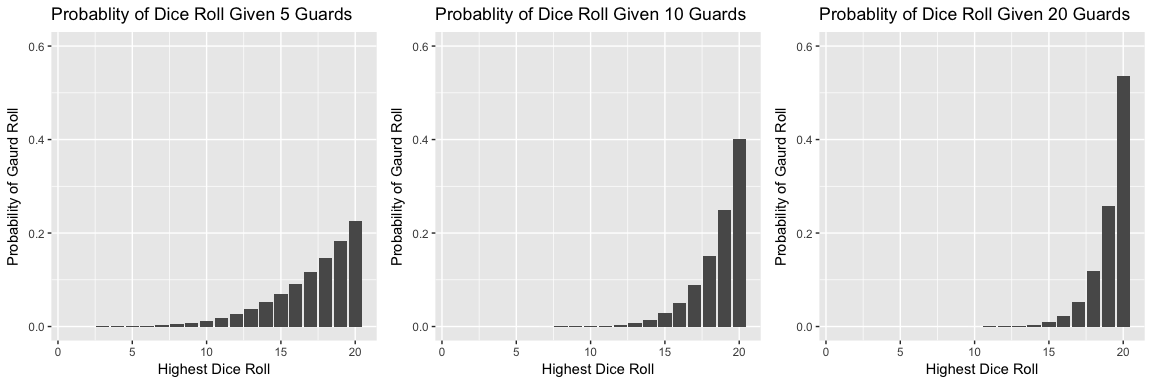 Probablity of Dice Roll Given 5 Guards
Probability of Gaurd Roll
0.6
0.4
0.2
0.0
0 5 10 15 20
Highest Dice Roll
Probablity of Dice Roll Given 10 Guards
Probability of Gaurd Roll
0.6
0.4
0.2
0.0
0 5 10 15 20
Highest Dice Roll
Probablity of Dice Roll Given 20 Guards
Probability of Gaurd Roll
0.6
0.4
0.2
0.0
0 5 10 15 20
Highest Dice Roll